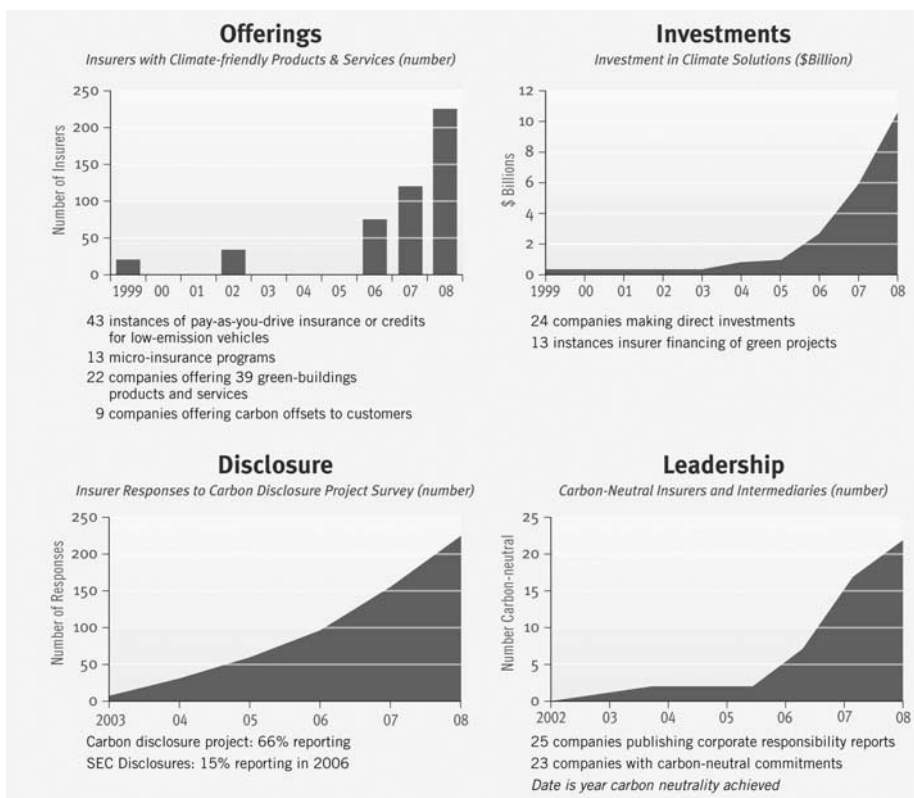 Offerings
Insurers with Climate-friendly Products & Services (number)
Number of Insurers
250
200
150
100
50
0
1999 00 01 02 03 04 05 06 07 08
43 instances of pay-as-you-drive insurance or credits
for low-emission vehicles
13 micro-insurance programs
22 companies offering 39 green-buildings
products and services
9 companies offering carbon offsets to customers
Investments
Investment in Climate Solutions ($Billion)
$ Billions
12
10
8
6
4
2
0
1999 00 01 02 03 04 05 06 07 08
24 companies making direct investments
13 instances insurer financing of green projects
Disclosure
Insurer Responses to Carbon Disclosure Project Survey (number)
Number of Responses
250
200
150
100
50
0
2003 04 05 06 07 08
Carbon disclosure project: 66% reporting
SEC Disclosures: 15% reporting in 2006
Leadership
Carbon-Neutral Insurers and Intermediaries (number)
Number Carbon-neutral
25
20
15
10
5
0
2002 03 04 05 06 07 08
25 companies publishing corporate responsibility reports
23 companies with carbon-neutral commitments
Date is year carbon neutrality achieved